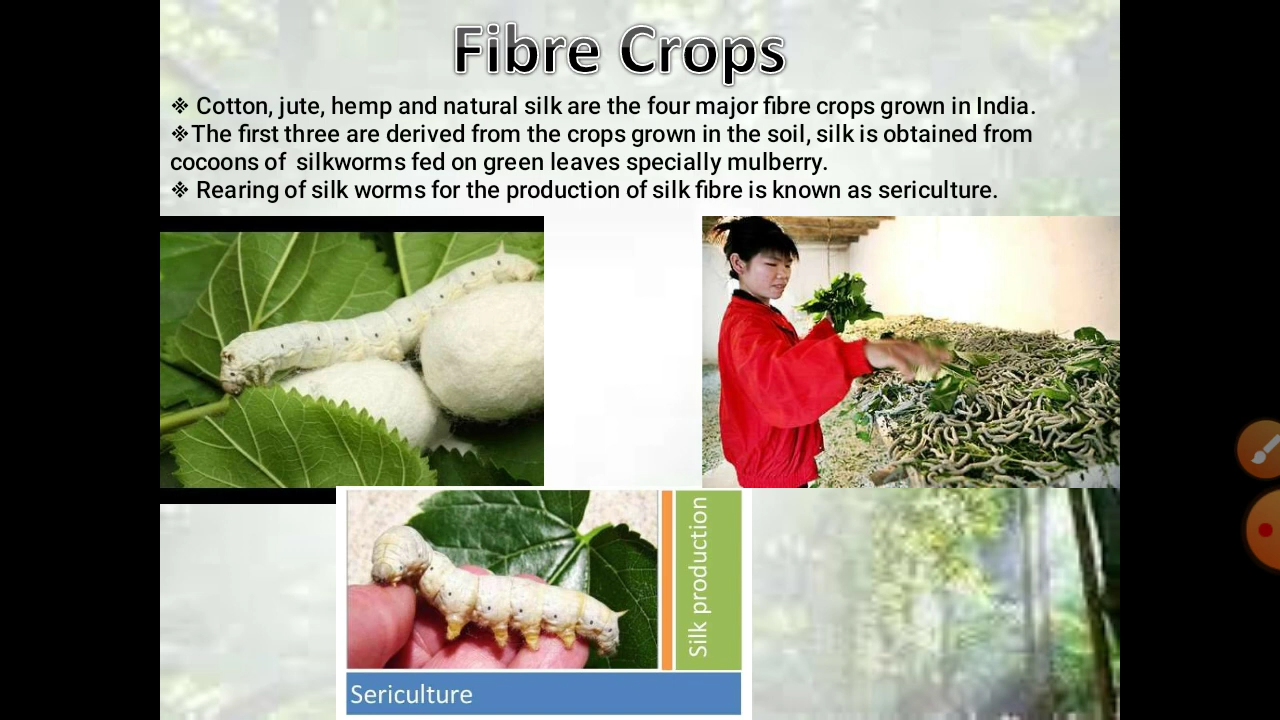 Fibre Crops
❖ Cotton, jute, hemp and natural silk are the four major fibre crops grown in India.
❖The first three are derived from the crops grown in the soil, silk is obtained from
cocoons of silkworms fed on green leaves specially mulberry.
❖ Rearing of silk worms for the production of silk fibre is known as sericulture.
Silk production
Sericulture